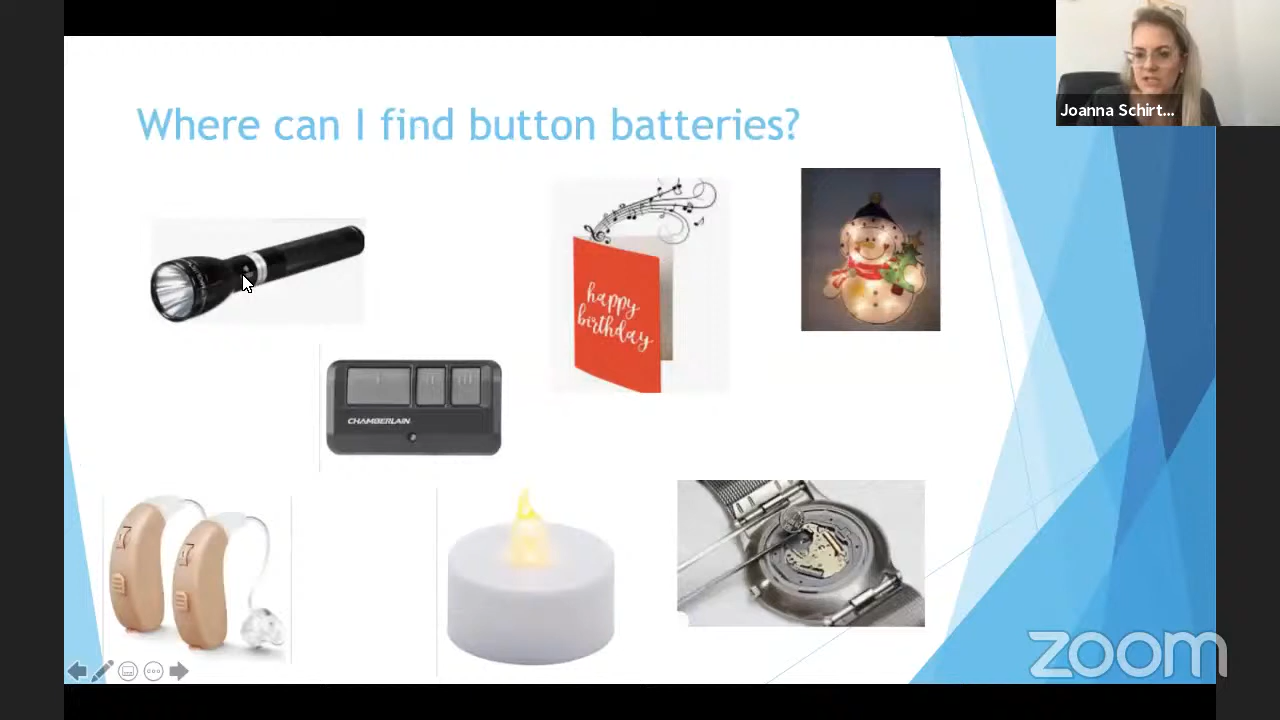 Where can I find button batteries?
Joanna Schirt...
happy
birthday
CHAMBERLAIN
zoom